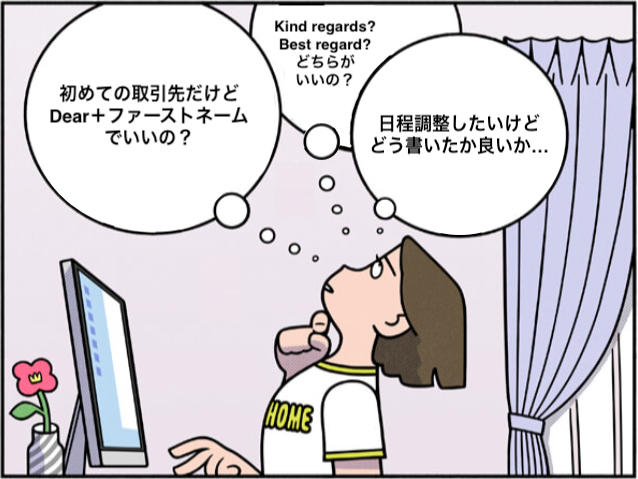 初めての取引先だけど
Dear＋ファーストネーム
でいいの？
Kind regards?
Best regard?
どちらが
いいの？
日程調整したいけど
どう書いたか良いか…
HOME